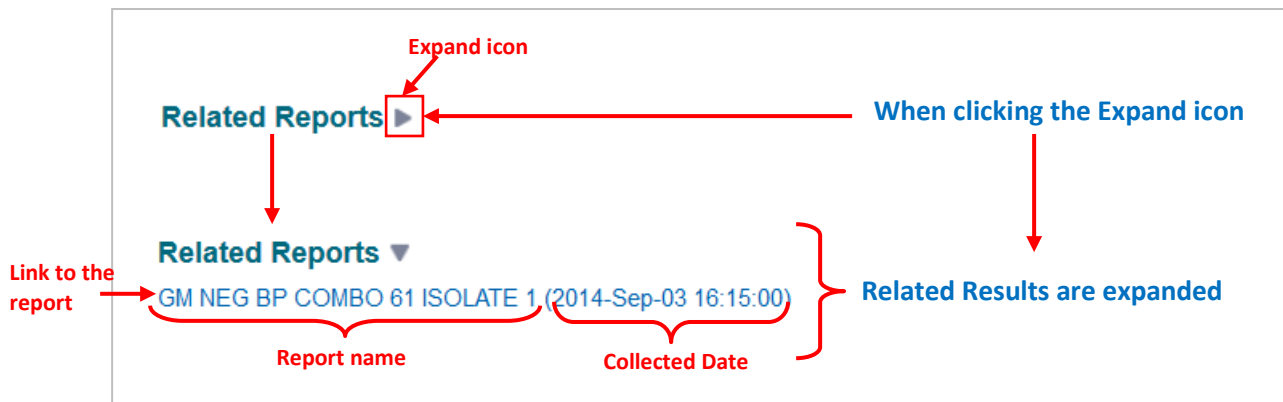 Expand icon
Related Reports
When clicking the Expand icon
Related Reports
Link to the
report
GM NEG BP COMBO 61 ISOLATE 1 (2014-Sep-03 16:15:00)
Related Results are expanded
Report name
Collected Date